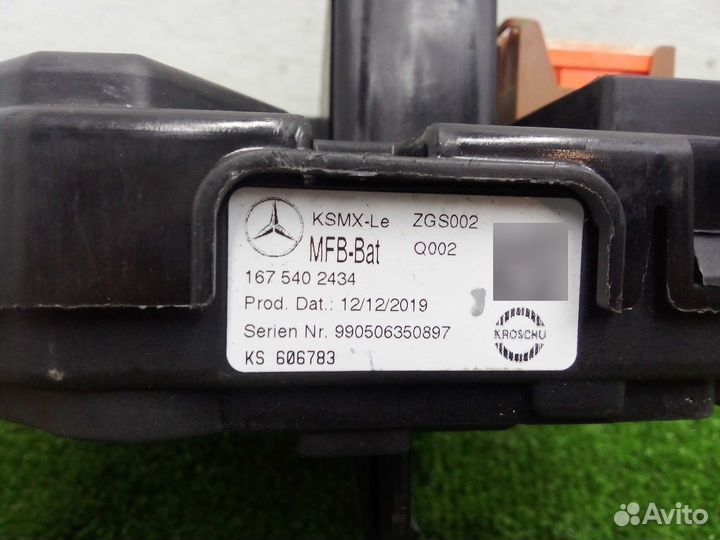 KSMX-Le ZGS002
MFB-Bat Q002
167 540 2434
Prod. Dat.: 12/12/2019
Serien Nr. 990506350897
KS 606783
KROSCHU
Avito